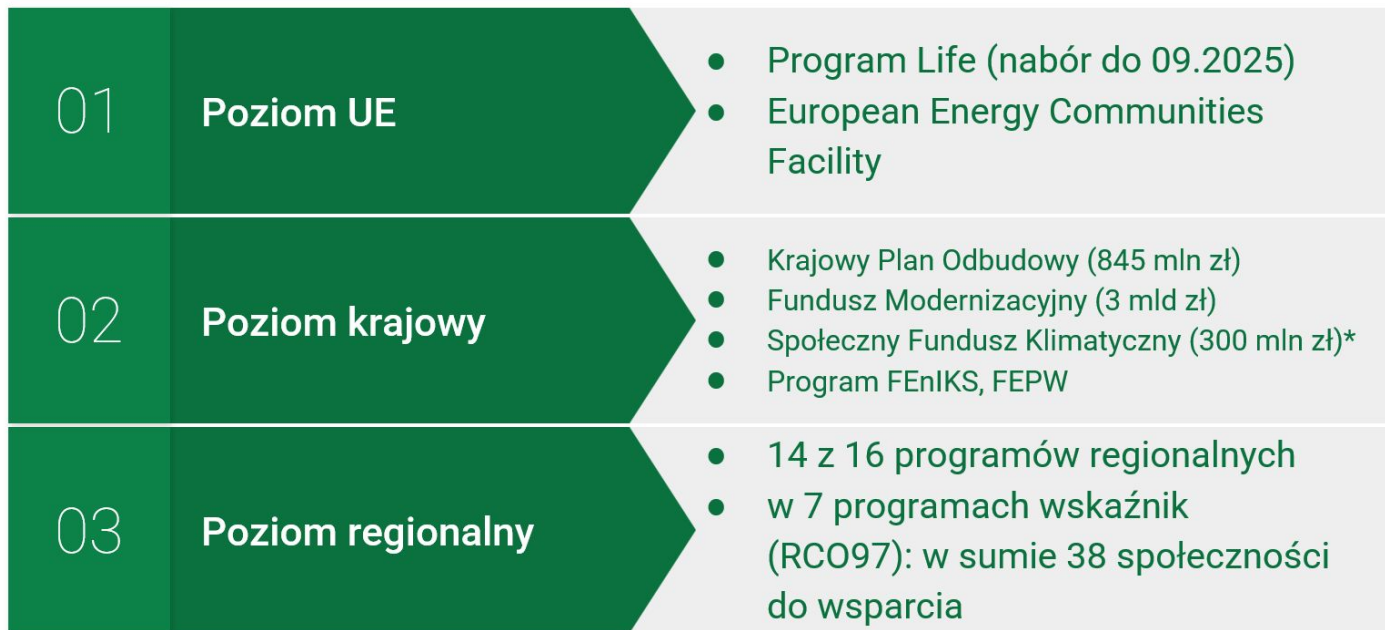 01
Poziom UE
● Program Life (nabór do 09.2025)
● European Energy Communities
Facility
02
Poziom krajowy
● Krajowy Plan Odbudowy (845 mln zł)
● Fundusz Modernizacyjny (3 mld zł)
● Społeczny Fundusz Klimatyczny (300 mln zł)*
● Program FEnIKS, FEPW
03
Poziom regionalny
● 14 z 16 programów regionalnych
● w 7 programach wskaźnik
(RCO97): w sumie 38 społeczności
do wsparcia